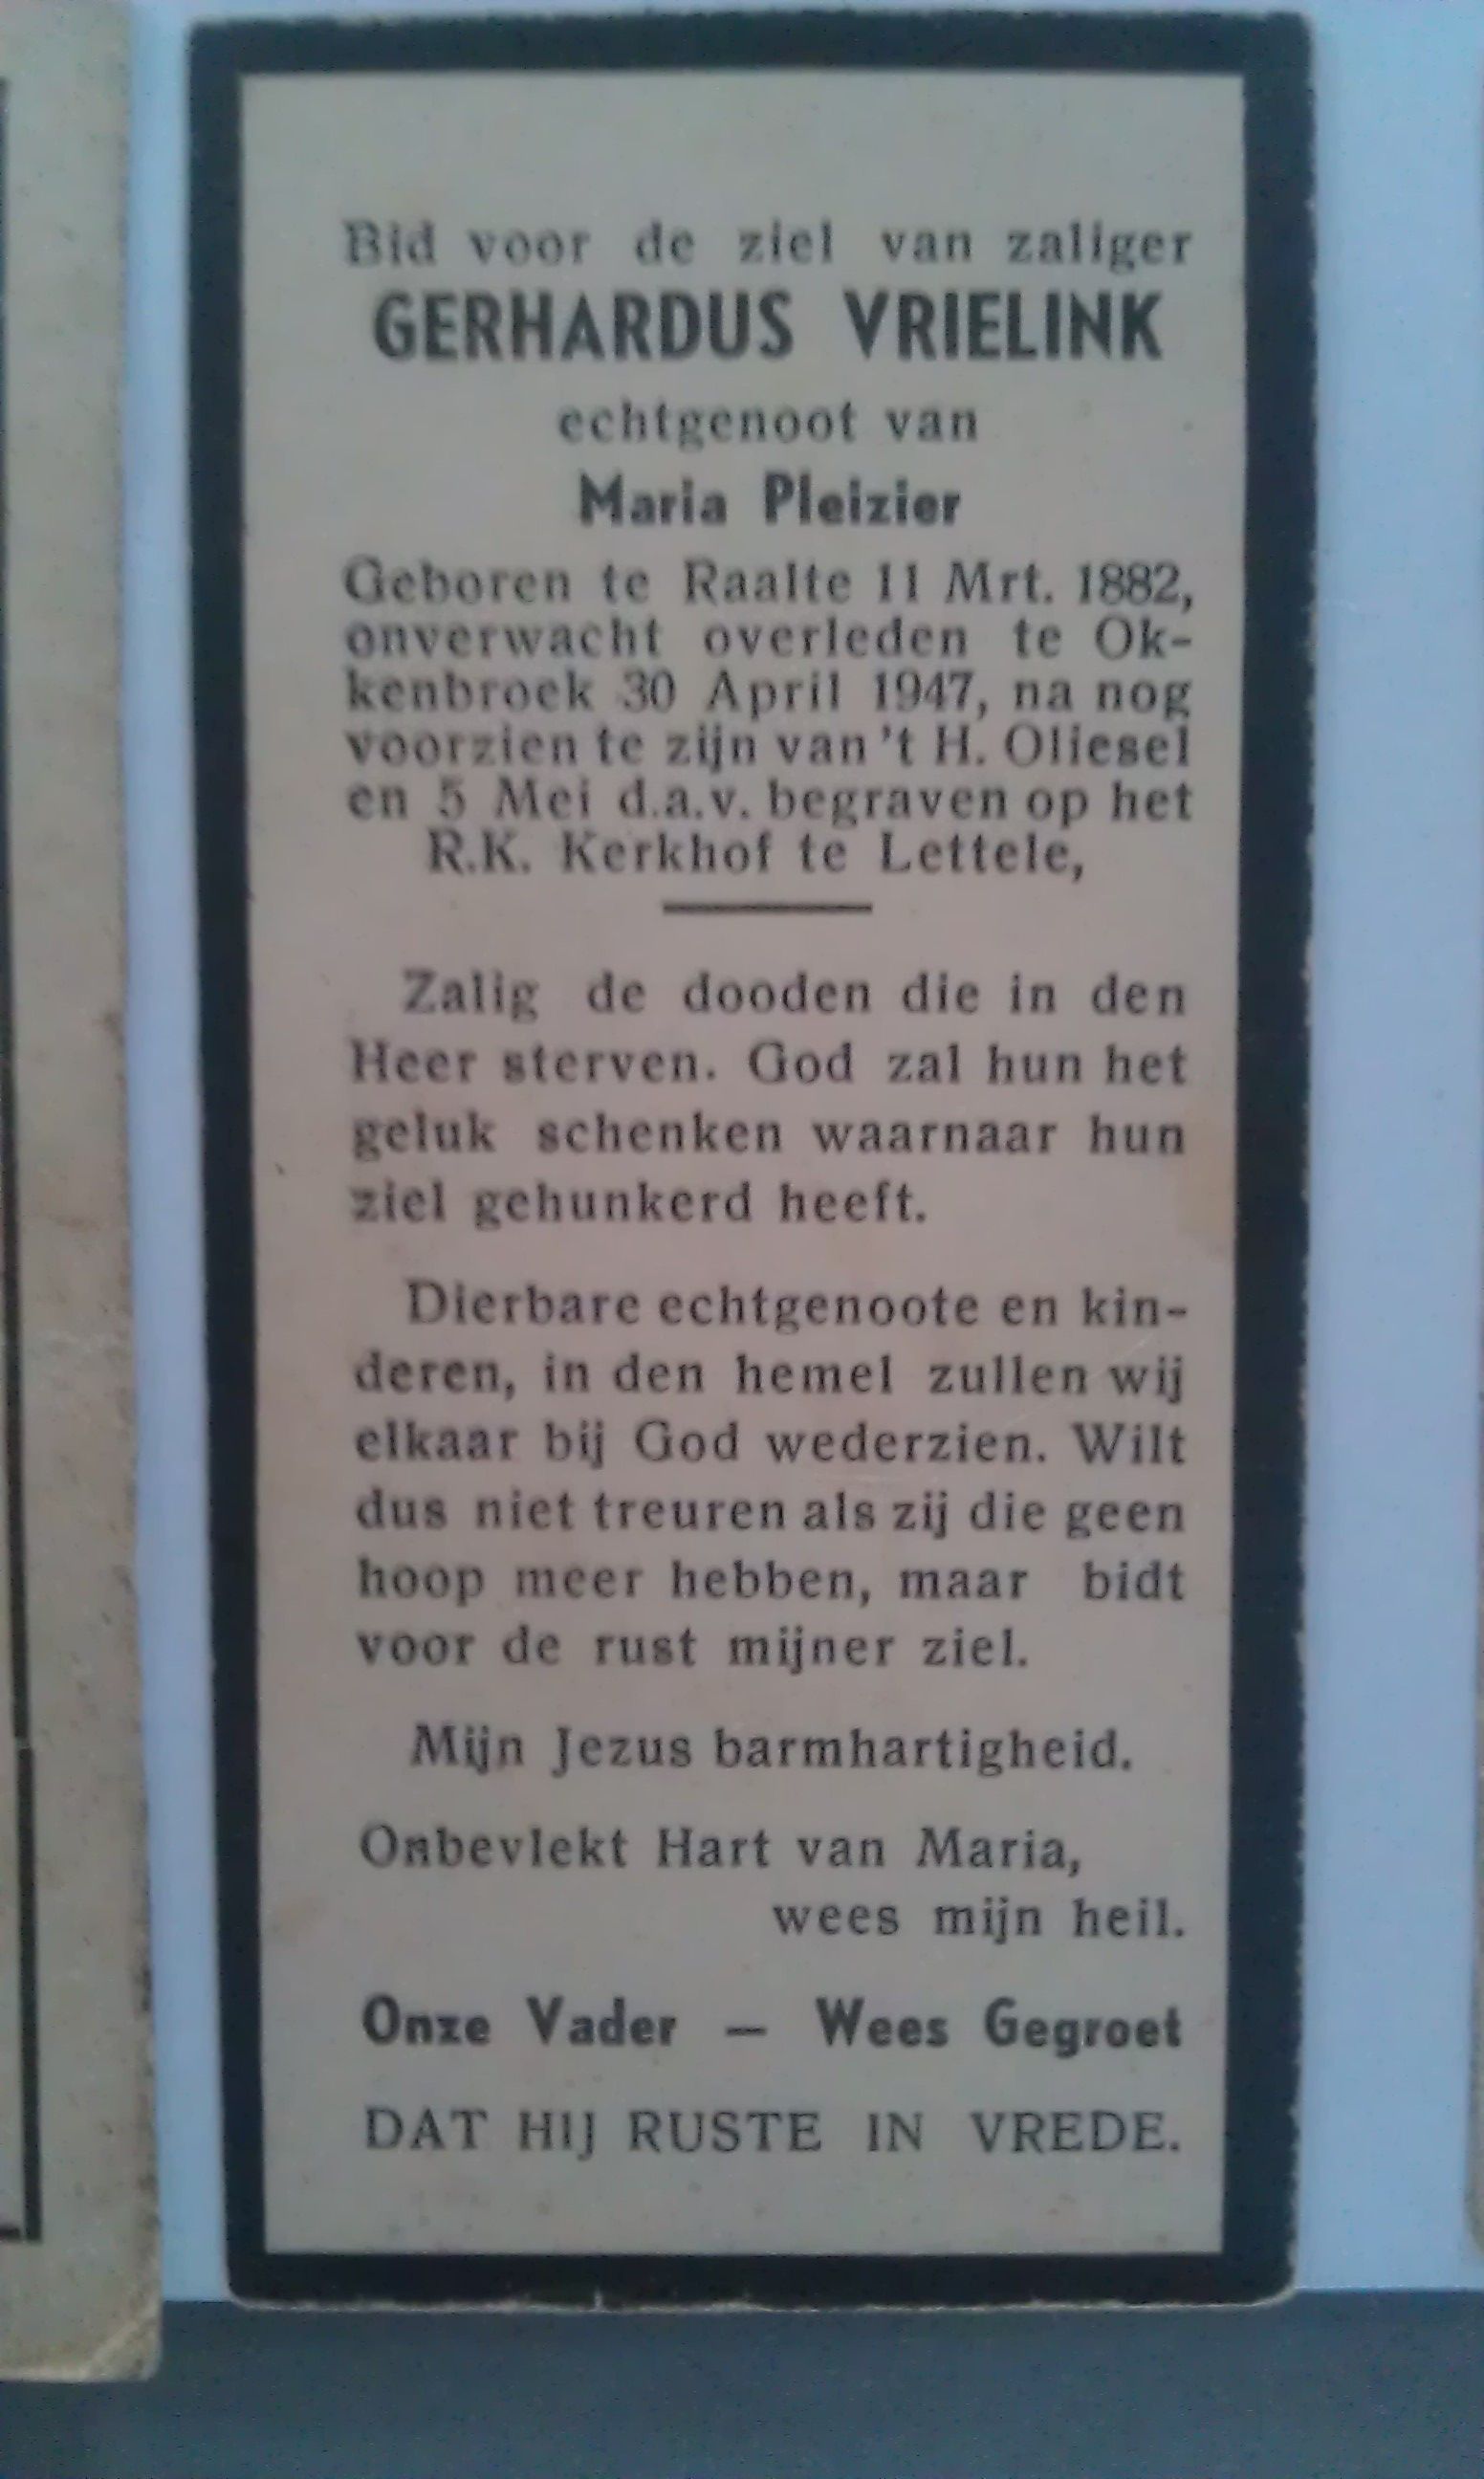 Bid voor de ziel van zaliger
GERHARDUS VRIELINK
echtgenoot van
Maria Pleizier
Geboren te Raalte 11 Mrt. 1882,
onverwacht overleden te Ok-
kenbroek 30 April 1947, na nog
voorzien te zijn van 't H. Oliesel
en 5 Mei d.a.v. begraven op het
R.K. Kerkhof te Lettele,
Zalig de dooden die in den
Heer sterven. God zal hun het
geluk schenken waarnaar hun
ziel gehunkerd heeft.
Dierbare echtgenoote en kin-
deren, in den hemel zullen wij
elkaar bij God wederzien. Wilt
dus niet treuren als zij die geen
hoop meer hebben, maar bidt
voor de rust mijner ziel.
Mijn Jezus barmhartigheid.
Onbevlekt Hart van Maria,
wees mijn heil.
Onze Vader — Wees Gegroet
DAT HIJ RUSTE IN VREDE.